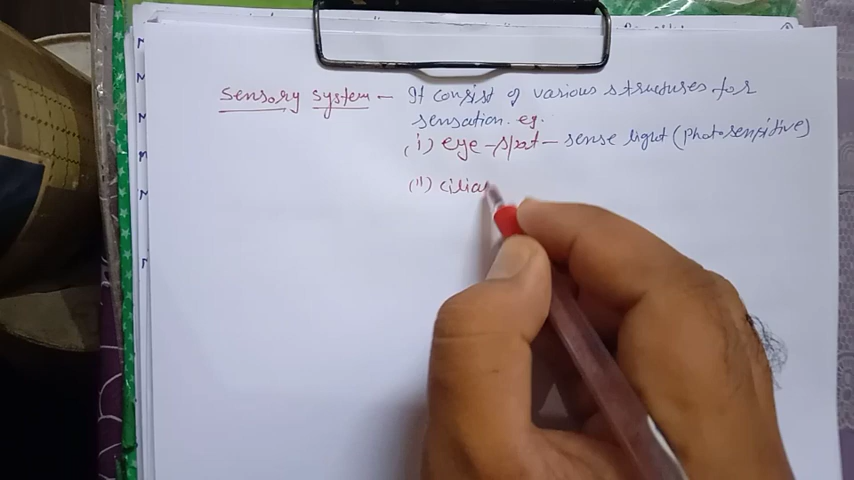 Sensory system - It consist of various structures for
sensation. eg.
(i) eye-spot - sense light (Photosensitive)
(ii) cilia